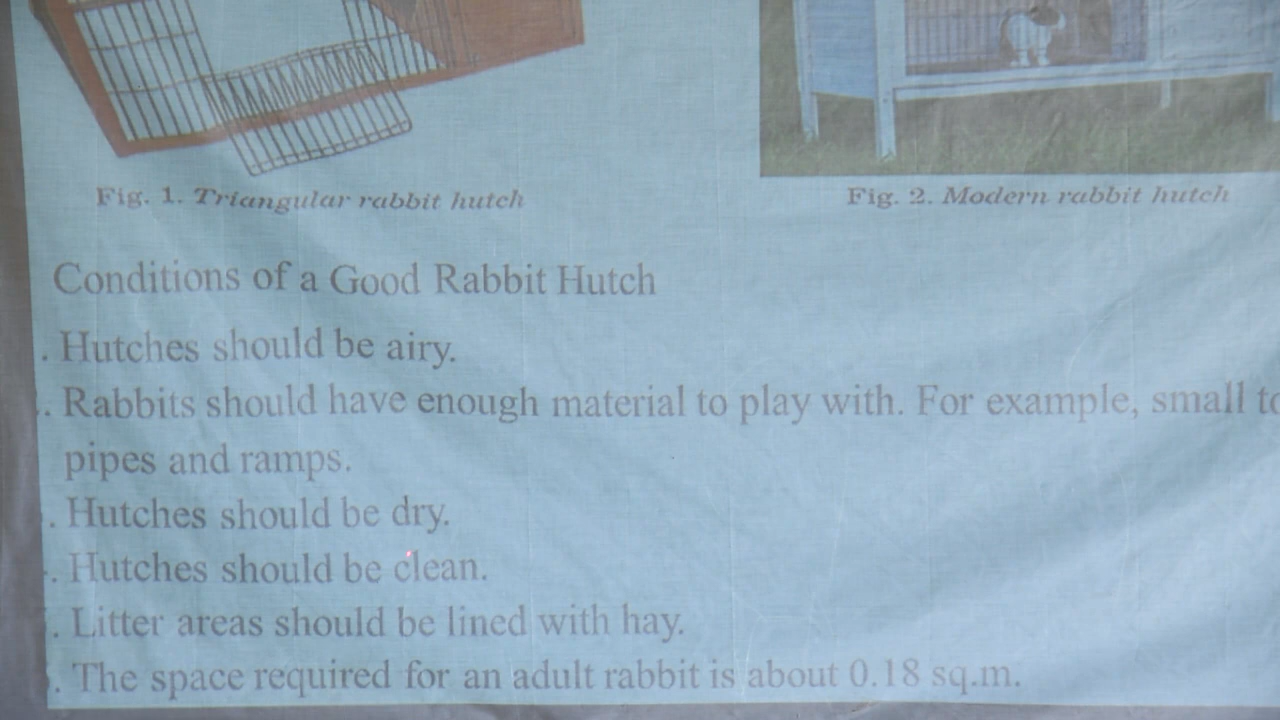 Fig. 1. Triangular rabbit hutch
Fig. 2. Modern rabbit hutch
Conditions of a Good Rabbit Hutch
. Hutches should be airy.
. Rabbits should have enough material to play with. For example, small
pipes and ramps.
. Hutches should be dry.
. Hutches should be clean.
. Litter areas should be lined with hay.
. The space required for an adult rabbit is about 0.18 sq.m.